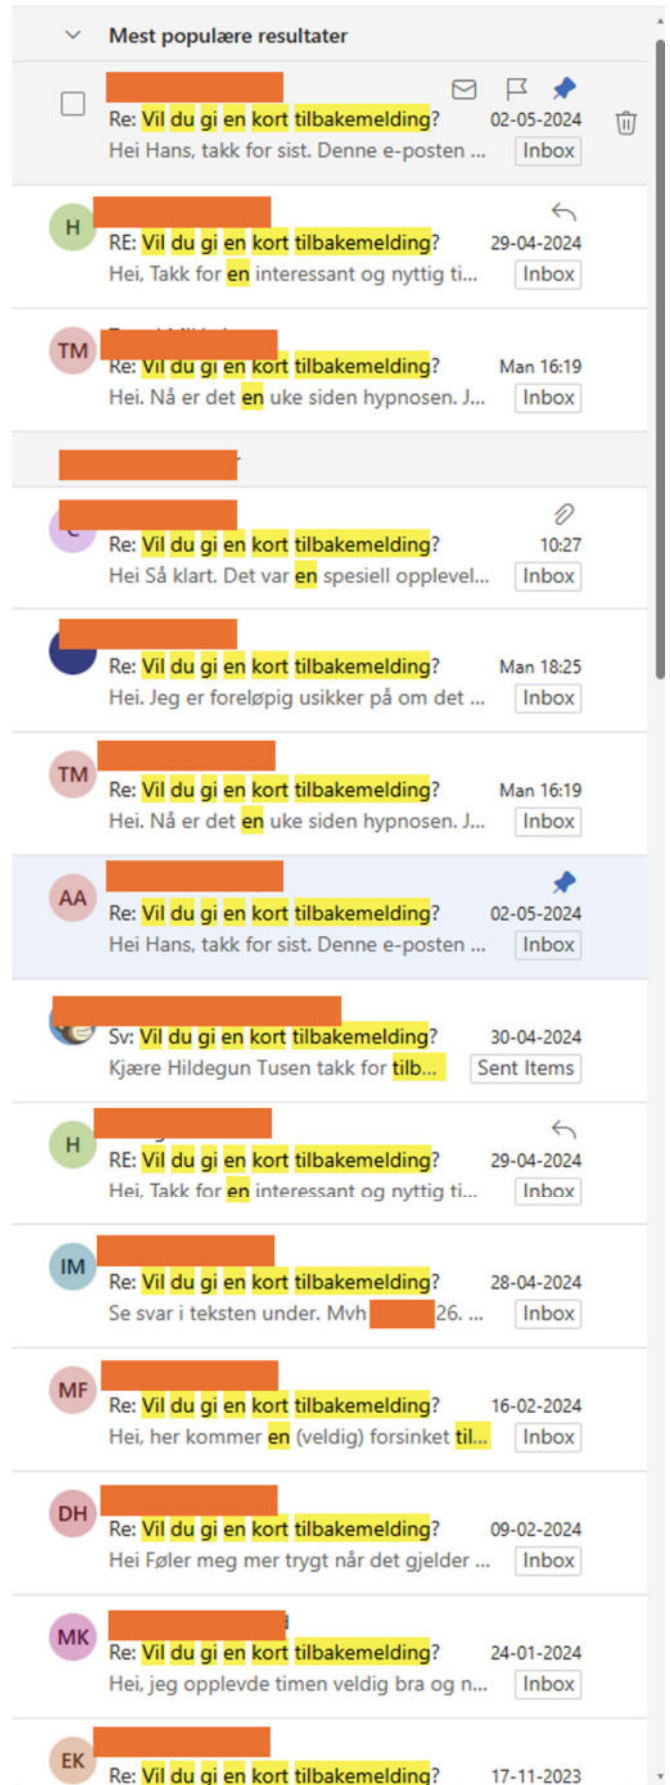 Mest populære resultater
Re: Vil du gi en kort tilbakemelding? 02-05-2024
Hei Hans, takk for sist. Denne e-posten ... Inbox
H
RE: Vil du gi en kort tilbakemelding? 29-04-2024
Hei, Takk for en interessant og nyttig ti... Inbox
TM
Re: Vil du gi en kort tilbakemelding? Man 16:19
Hei. Nå er det en uke siden hypnosen. J... Inbox
Re: Vil du gi en kort tilbakemelding? 10:27
Hei Så klart. Det var en spesiell opplevel... Inbox
Re: Vil du gi en kort tilbakemelding? Man 18:25
Hei. Jeg er foreløpig usikker på om det ... Inbox
TM
Re: Vil du gi en kort tilbakemelding? Man 16:19
Hei. Nå er det en uke siden hypnosen. J... Inbox
AA
Re: Vil du gi en kort tilbakemelding? 02-05-2024
Hei Hans, takk for sist. Denne e-posten ... Inbox
Sv: Vil du gi en kort tilbakemelding? 30-04-2024
Kjære Hildegun Tusen takk for tilb... Sent Items
H
RE: Vil du gi en kort tilbakemelding? 29-04-2024
Hei, Takk for en interessant og nyttig ti... Inbox
IM
Re: Vil du gi en kort tilbakemelding? 28-04-2024
Se svar i teksten under. Mvh 26. ... Inbox
MF
Re: Vil du gi en kort tilbakemelding? 16-02-2024
Hei, her kommer en (veldig) forsinket til... Inbox
DH
Re: Vil du gi en kort tilbakemelding? 09-02-2024
Hei Føler meg mer trygt når det gjelder ... Inbox
MK
Re: Vil du gi en kort tilbakemelding? 24-01-2024
Hei, jeg opplevde timen veldig bra og n... Inbox
EK
Re: Vil du gi en kort tilbakemelding? 17-11-2023